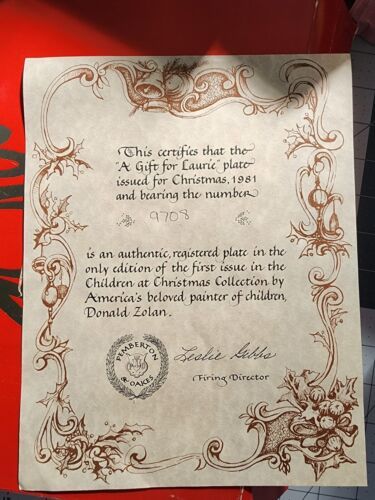 This certifies that the
"A Gift for Laurie" plate
issued for Christmas, 1981
and bearing the number
9708
is an authentic, registered plate in the
only edition of the first issue in the
Children at Christmas Collection by
America's beloved painter of children,
Donald Zolan.
PEMBERTON
& OAKES
Leslie Gibbs
Firing Director